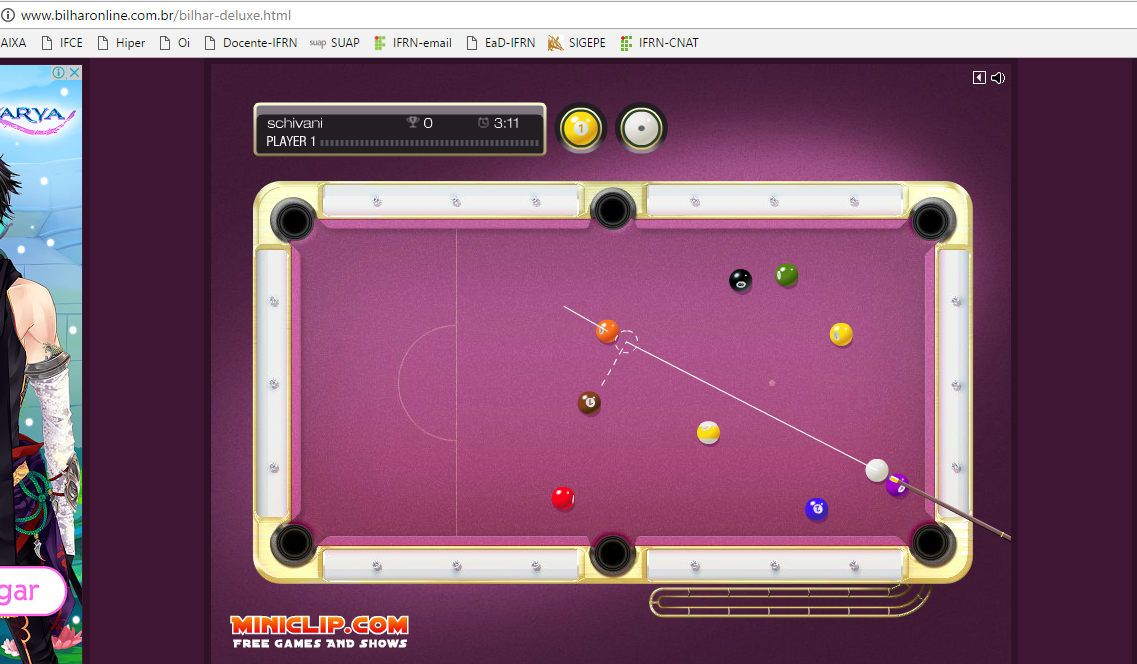 www.bilharonline.com.br/bilhar-deluxe.html
AIXA IFCE Hiper Oi Docente-IFRN suap SUAP IFRN-email EaD-IFRN SIGEPE IFRN-CNAT
ARYA
schivani 0 3:11
PLAYER 1
1
gar
MINICLIP.COM
FREE GAMES AND SHOWS